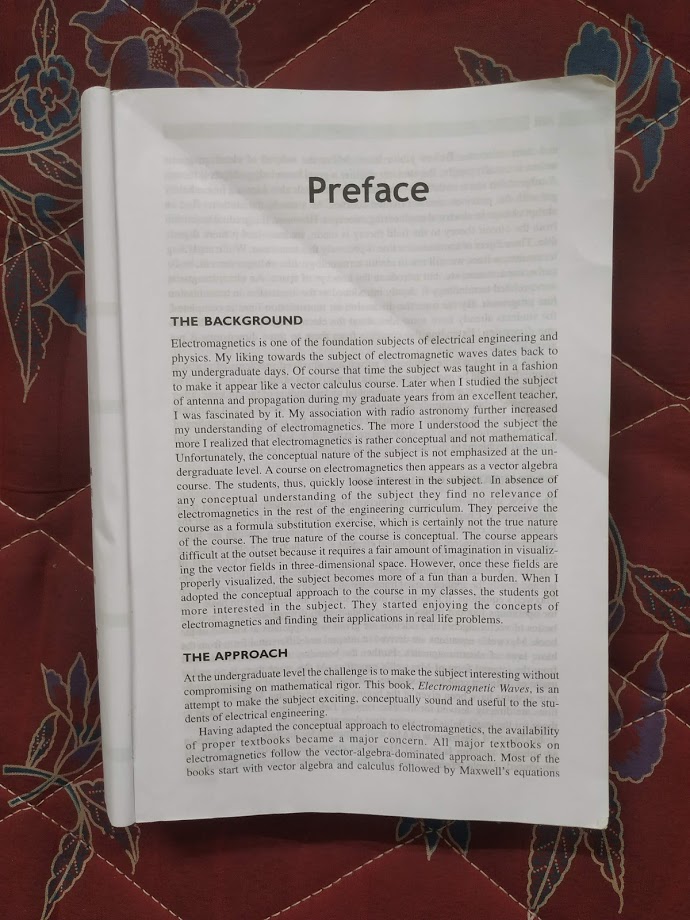 Preface
THE BACKGROUND
Electromagnetics is one of the foundation subjects of electrical engineering and
physics. My liking towards the subject of electromagnetic waves dates back to
my undergraduate days. Of course that time the subject was taught in a fashion
to make it appear like a vector calculus course. Later when I studied the subject
of antenna and propagation during my graduate years from an excellent teacher,
I was fascinated by it. My association with radio astronomy further increased
my understanding of electromagnetics. The more I understood the subject the
more I realized that electromagnetics is rather conceptual and not mathematical.
Unfortunately, the conceptual nature of the subject is not emphasized at the un-
dergraduate level. A course on electromagnetics then appears as a vector algebra
course. The students, thus, quickly loose interest in the subject. In absence of
any conceptual understanding of the subject they find no relevance of
electromagnetics in the rest of the engineering curriculum. They perceive the
course as a formula substitution exercise, which is certainly not the true nature
of the course. The true nature of the course is conceptual. The course appears
difficult at the outset because it requires a fair amount of imagination in visualiz-
ing the vector fields in three-dimensional space. However, once these fields are
properly visualized, the subject becomes more of a fun than a burden. When I
adopted the conceptual approach to the course in my classes, the students got
more interested in the subject. They started enjoying the concepts of
electromagnetics and finding their applications in real life problems.
THE APPROACH
At the undergraduate level the challenge is to make the subject interesting without
compromising on mathematical rigor. This book, Electromagnetic Waves, is an
attempt to make the subject exciting, conceptually sound and useful to the stu-
dents of electrical engineering.
Having adapted the conceptual approach to electromagnetics, the availability
of proper textbooks became a major concern. All major textbooks on
electromagnetics follow the vector-algebra-dominated approach. Most of the
books start with vector algebra and calculus followed by Maxwell's equations